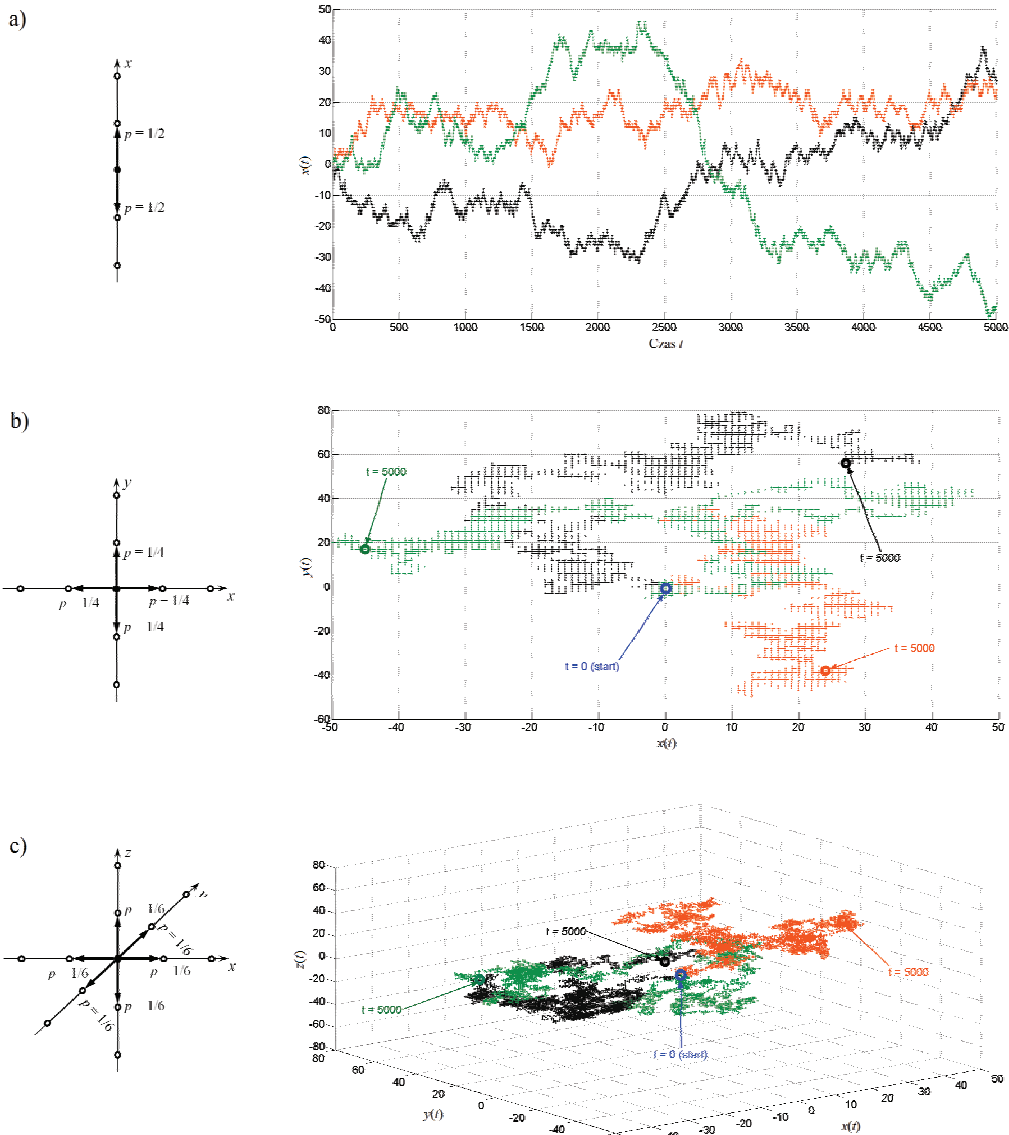 a)
x
p = 1/2
p = 1/2
50
40
30
20
10
0
-10
-20
-30
-40
-50
x(t)
0 500 1000 1500 2000 2500 3000 3500 4000 4500 5000
Czas t
b)
y
p = 1/4
p 1/4
p – 1/4
x
p 1/4
80
60
40
20
0
-20
-40
-60
y(t)
t = 5000
t = 5000
t = 0 (start)
t = 5000
-50 -40 -30 -20 -10 0 10 20 30 40 50
x(t)
c)
z
p 1/6
p = 1/6
x
p 1/6
p 1/6
p 1/6
p = 1/6
80
60
40
20
0
-20
-40
-60
-80
z(t)
t = 5000
t = 5000
t = 5000
t = 0 (start)
80
60
40
20
0
-20
-40
y(t)
-40
-30
-20
-10
0
10
20
30
40
50
x(t)